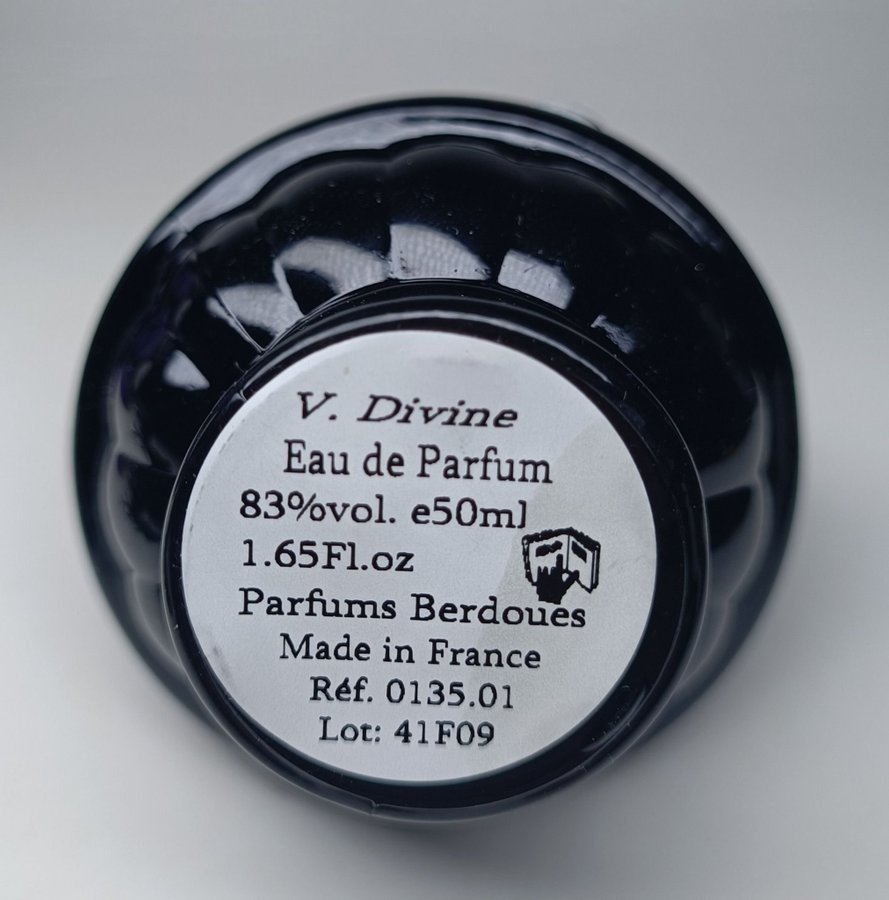 V. Divine
Eau de Parfum
83%vol. e50ml
1.65Fl.oz
Parfums Berdoues
Made in France
Réf. 0135.01
Lot: 41F09